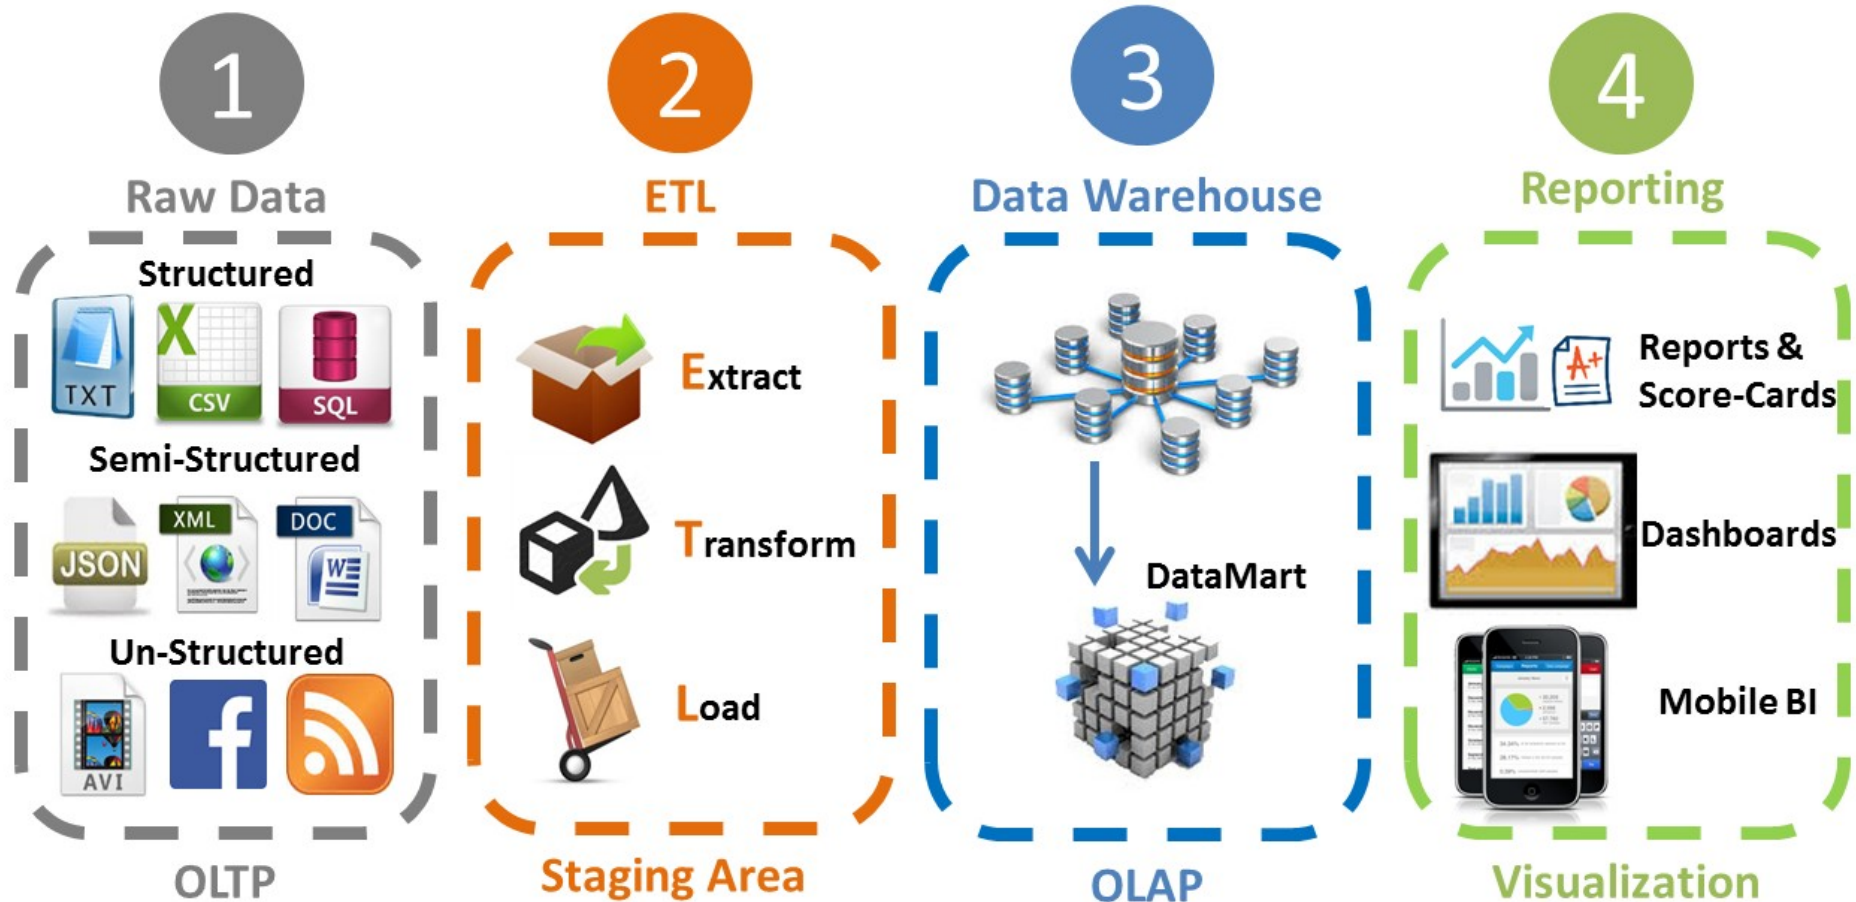 1
Raw Data
Structured
TXT
CSV
SQL
Semi-Structured
JSON
XML
DOC
W
Un-Structured
AVI
f
OLTP
2
ETL
Extract
Transform
Load
Staging Area
3
Data Warehouse
DataMart
OLAP
4
Reporting
A+
Reports &
Score-Cards
Dashboards
Mobile BI
Reports
Visualization